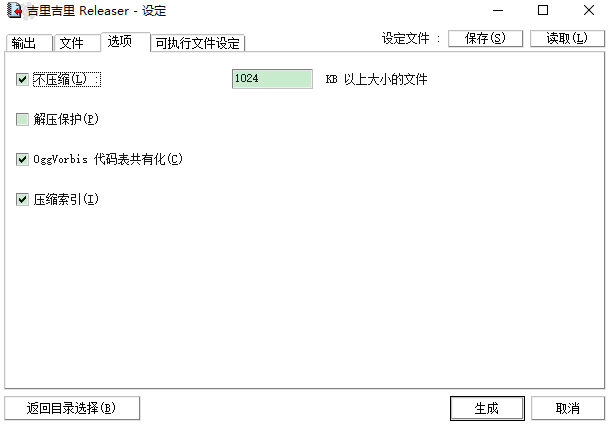 吉里吉里 Releaser - 设定
输出 文件 选项 可执行文件设定 设定文件 : 保存(S) 读取(L)
不压缩(L) : 1024 KB 以上大小的文件
解压保护(P)
OggVorbis 代码表共有化(C)
压缩索引(I)
返回目录选择(B) 生成 取消